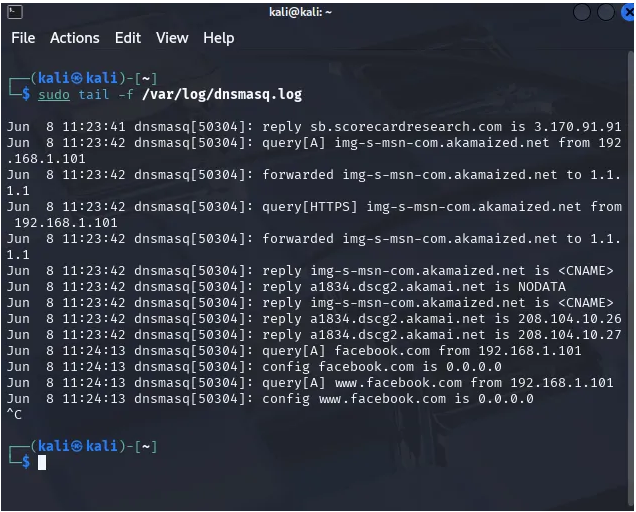 kali@kali: ~
File Actions Edit View Help
┌──(kali㉿kali)-[~]
└─$ sudo tail -f /var/log/dnsmasq.log
Jun  8 11:23:41 dnsmasq[50304]: reply sb.scorecardresearch.com is 3.170.91.91
Jun  8 11:23:42 dnsmasq[50304]: query[A] img-s-msn-com.akamaized.net from 192
.168.1.101
Jun  8 11:23:42 dnsmasq[50304]: forwarded img-s-msn-com.akamaized.net to 1.1.
1.1
Jun  8 11:23:42 dnsmasq[50304]: query[HTTPS] img-s-msn-com.akamaized.net from
 192.168.1.101
Jun  8 11:23:42 dnsmasq[50304]: forwarded img-s-msn-com.akamaized.net to 1.1.
1.1
Jun  8 11:23:42 dnsmasq[50304]: reply img-s-msn-com.akamaized.net is <CNAME>
Jun  8 11:23:42 dnsmasq[50304]: reply a1834.dscg2.akamai.net is NODATA
Jun  8 11:23:42 dnsmasq[50304]: reply img-s-msn-com.akamaized.net is <CNAME>
Jun  8 11:23:42 dnsmasq[50304]: reply a1834.dscg2.akamai.net is 208.104.10.26
Jun  8 11:23:42 dnsmasq[50304]: reply a1834.dscg2.akamai.net is 208.104.10.27
Jun  8 11:24:13 dnsmasq[50304]: query[A] facebook.com from 192.168.1.101
Jun  8 11:24:13 dnsmasq[50304]: config facebook.com is 0.0.0.0
Jun  8 11:24:13 dnsmasq[50304]: query[A] www.facebook.com from 192.168.1.101
Jun  8 11:24:13 dnsmasq[50304]: config www.facebook.com is 0.0.0.0
^C
┌──(kali㉿kali)-[~]
└─$